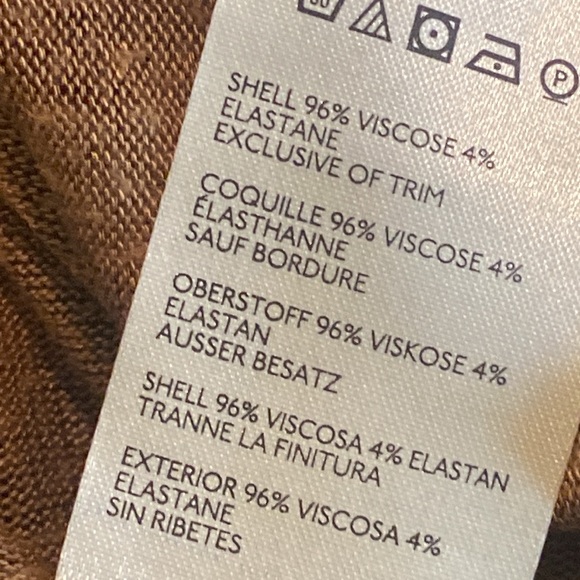 P
SHELL 96% VISCOSE 4%
ELASTANE
EXCLUSIVE OF TRIM
COQUILLE 96% VISCOSE 4%
ÉLASTHANNE
SAUF BORDURE
OBERSTOFF 96% VISKOSE 4%
ELASTAN
AUSSER BESATZ
SHELL 96% VISCOSA 4% ELASTAN
TRANNE LA FINITURA
EXTERIOR 96% VISCOSA 4%
ELASTANE
SIN RIBETES